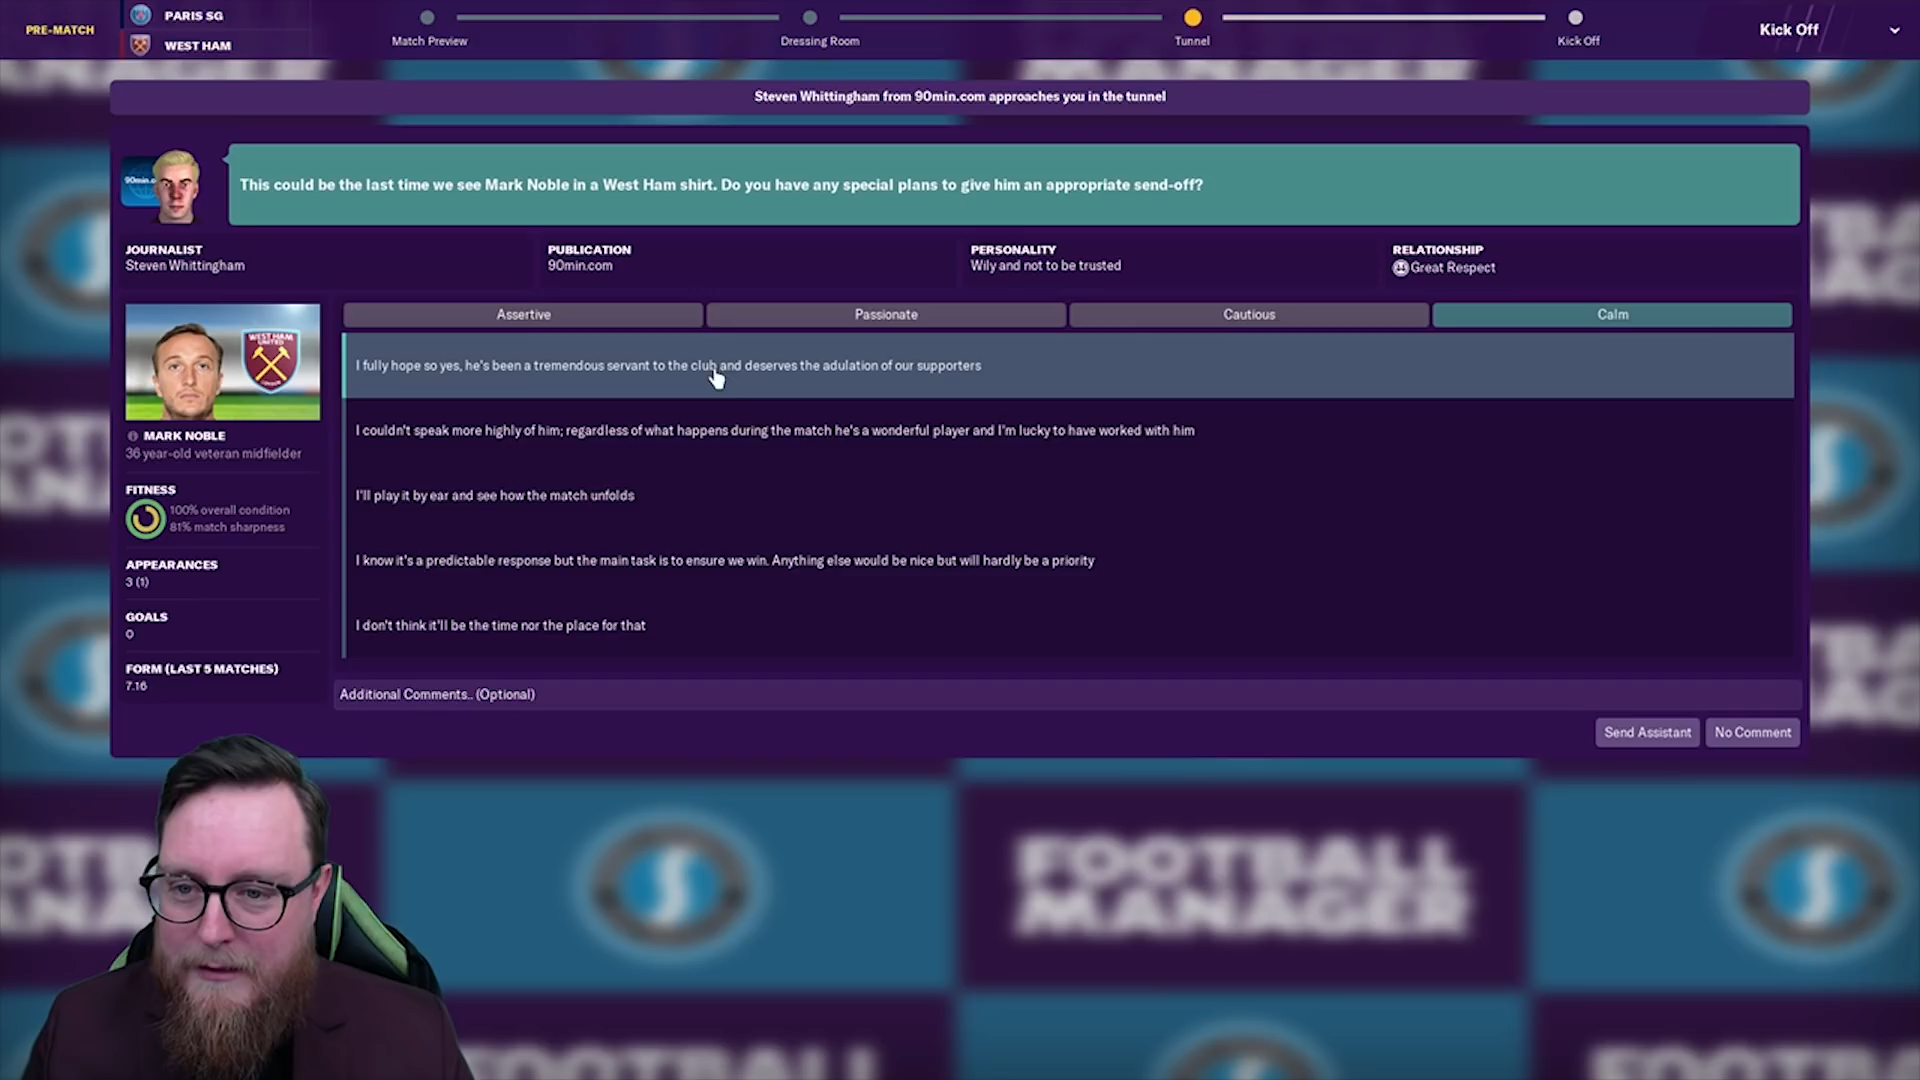 PRE-MATCH
PARIS SG
WEST HAM
Match Preview
Dressing Room
Tunnel
Kick Off
Kick Off
Steven Whittingham from 90min.com approaches you in the tunnel
This could be the last time we see Mark Noble in a West Ham shirt. Do you have any special plans to give him an appropriate send-off?
JOURNALIST
Steven Whittingham
PUBLICATION
90min.com
PERSONALITY
Wily and not to be trusted
RELATIONSHIP
Great Respect
WEST HAM
UNITED
LONDON
MARK NOBLE
36 year-old veteran midfielder
FITNESS
100% overall condition
81% match sharpness
APPEARANCES
3 (1)
GOALS
0
FORM (LAST 5 MATCHES)
7.16
Assertive
Passionate
Cautious
Calm
I fully hope so yes, he's been a tremendous servant to the club and deserves the adulation of our supporters
I couldn't speak more highly of him; regardless of what happens during the match he's a wonderful player and I'm lucky to have worked with him
I'll play it by ear and see how the match unfolds
I know it's a predictable response but the main task is to ensure we win. Anything else would be nice but will hardly be a priority
I don't think it'll be the time nor the place for that
Additional Comments.. (Optional)
Send Assistant
No Comment
FOOTBALL
MANAGER